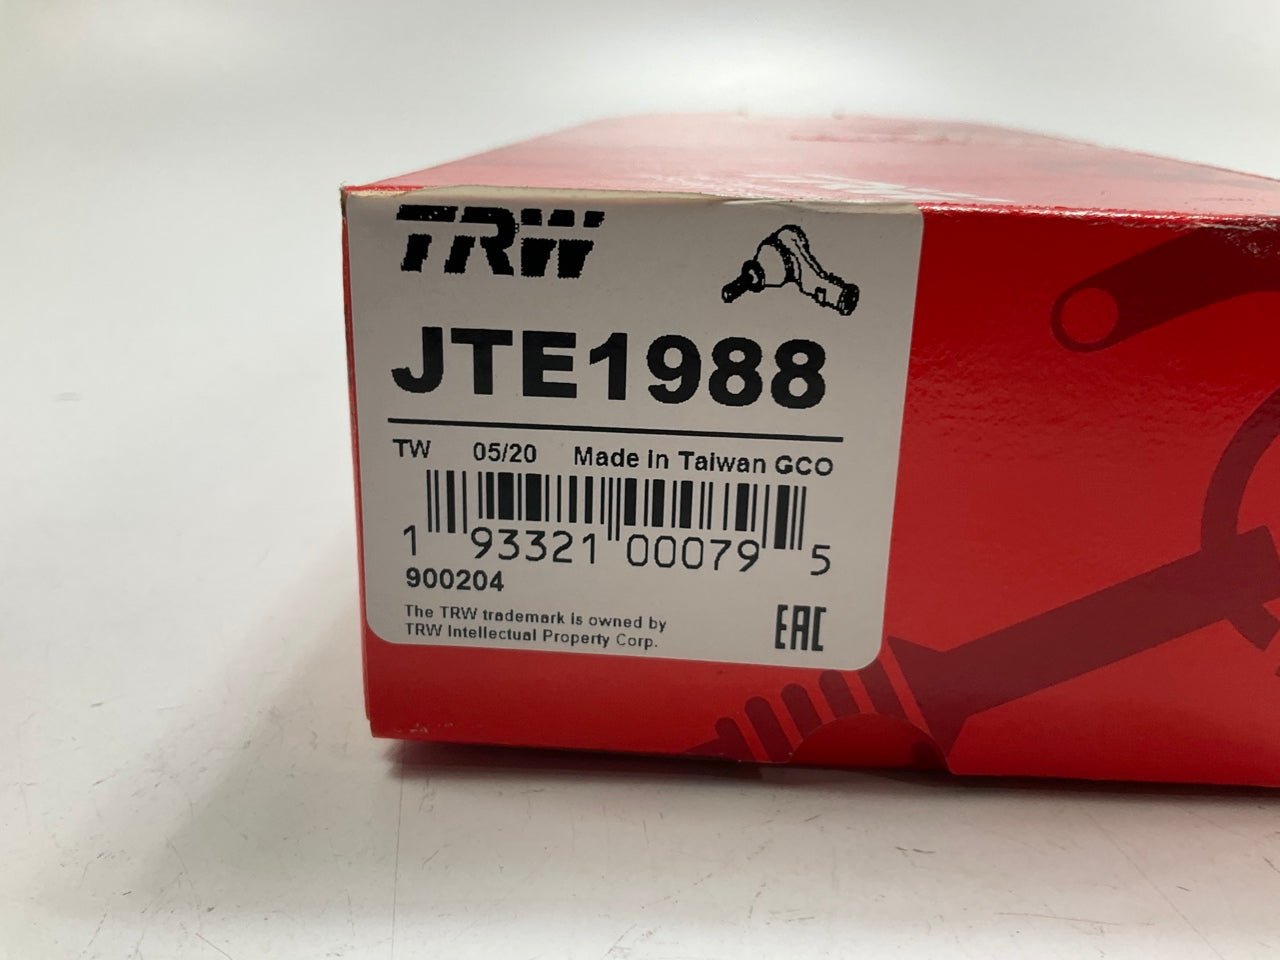 TRW
JTE1988
TW 05/20 Made in Taiwan GCO
1 93321 00079 5
900204
The TRW trademark is owned by
TRW Intellectual Property Corp.
EAC